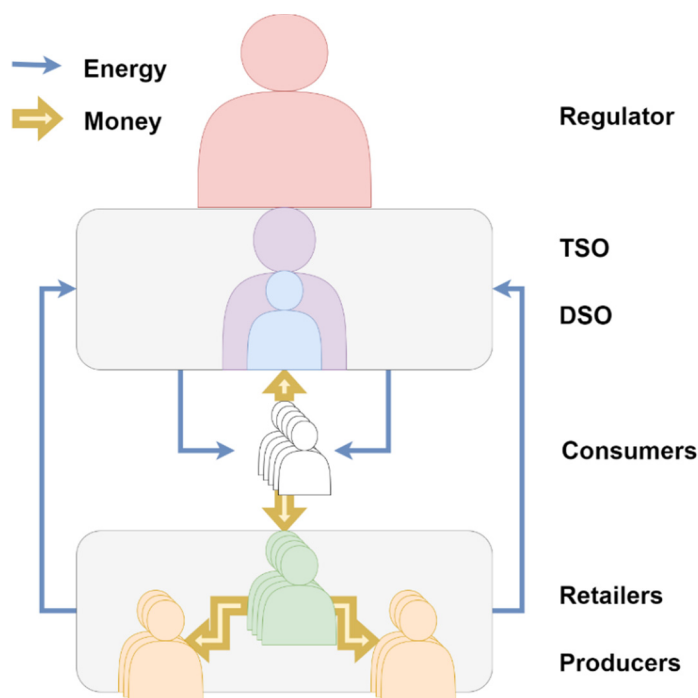 Energy
Money
Regulator
TSO
DSO
Consumers
Retailers
Producers